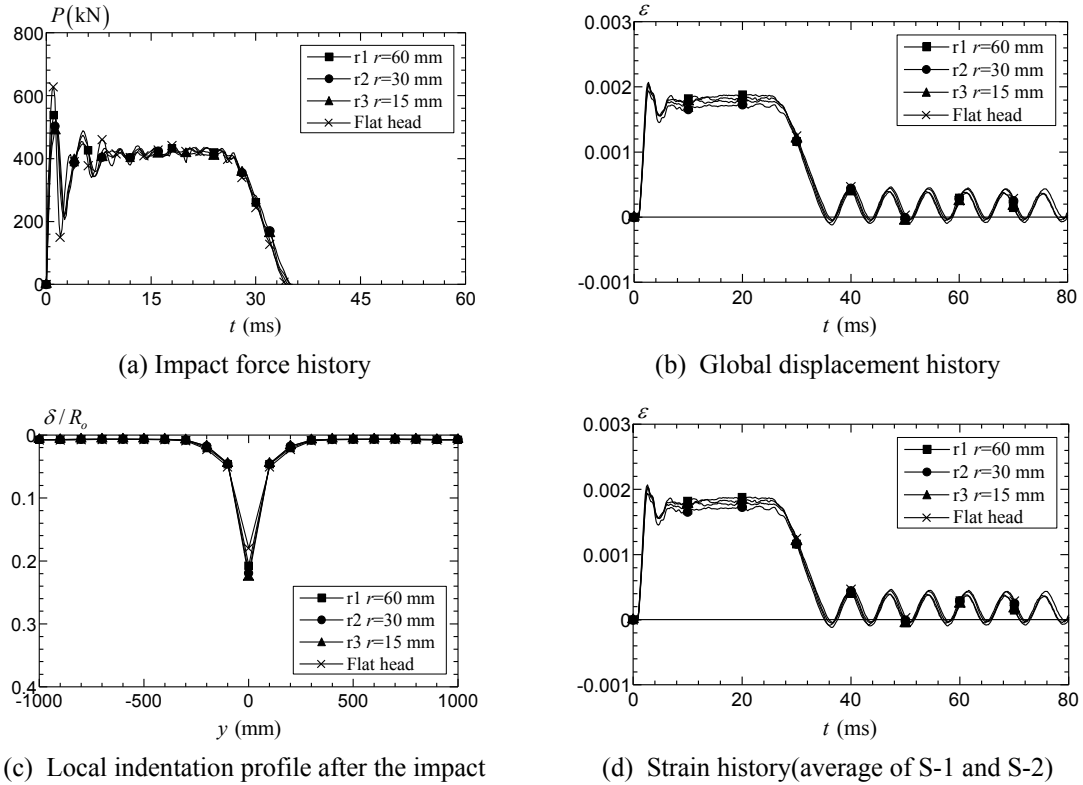 P(kN)
800
600
400
200
0
0
15
30
45
60
t (ms)
r1 r=60 mm
r2 r=30 mm
r3 r=15 mm
Flat head
(a) Impact force history
ε
0.003
0.002
0.001
0
-0.001
0
20
40
60
80
t (ms)
r1 r=60 mm
r2 r=30 mm
r3 r=15 mm
Flat head
(b) Global displacement history
δ / Rₒ
0
0.1
0.2
0.3
0.4
-1000
-500
0
500
1000
y (mm)
r1 r=60 mm
r2 r=30 mm
r3 r=15 mm
Flat head
(c) Local indentation profile after the impact
ε
0.003
0.002
0.001
0
-0.001
0
20
40
60
80
t (ms)
r1 r=60 mm
r2 r=30 mm
r3 r=15 mm
Flat head
(d) Strain history(average of S-1 and S-2)